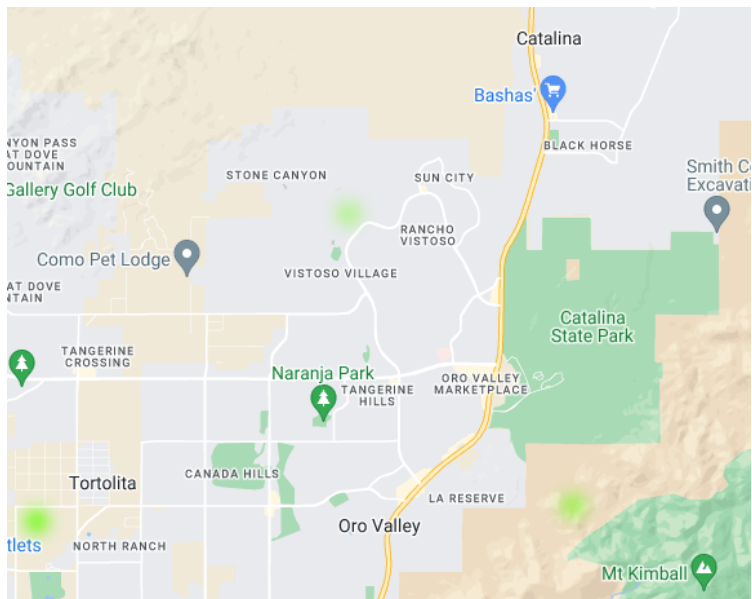 Catalina
Bashas'
BLACK HORSE
NYON PASS
AT DOVE
OUNTAIN
STONE CANYON
SUN CITY
Smith Co
Excavati
Gallery Golf Club
RANCHO
VISTOSO
Como Pet Lodge
VISTOSO VILLAGE
AT DOVE
NTAIN
Catalina
State Park
TANGERINE
CROSSING
Naranja Park
TANGERINE
HILLS
ORO VALLEY
MARKETPLACE
CANADA HILLS
Tortolita
LA RESERVE
Oro Valley
tlets
NORTH RANCH
Mt Kimball